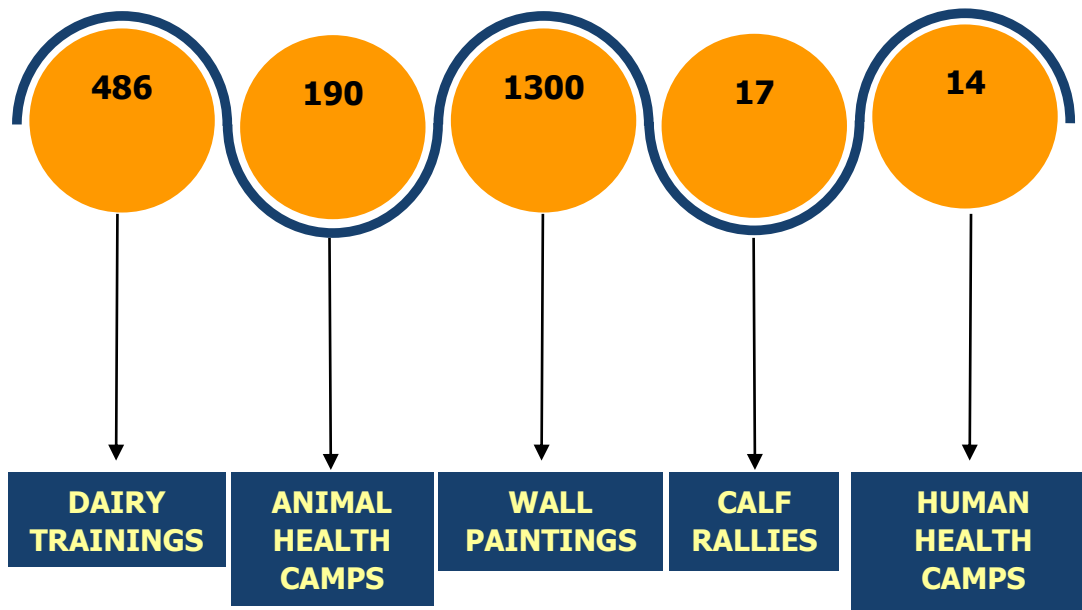 486
190
1300
17
14
DAIRY
TRAININGS
ANIMAL
HEALTH
CAMPS
WALL
PAINTINGS
CALF
RALLIES
HUMAN
HEALTH
CAMPS